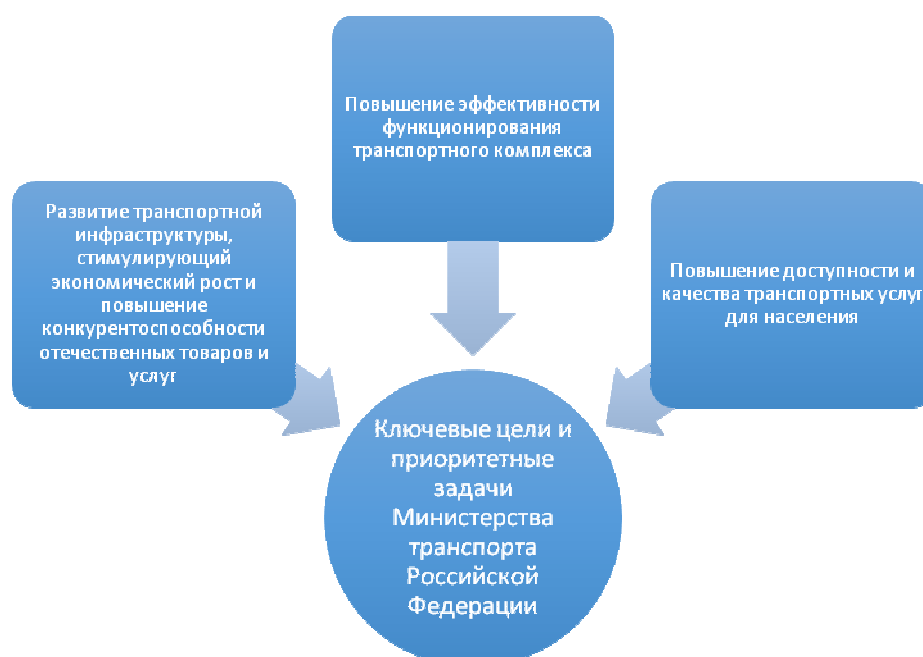 Повышение эффективности
функционирования
транспортного комплекса
Развитие транспортной
инфраструктуры,
стимулирующий
экономический рост и
повышение
конкурентоспособности
отечественных товаров и
услуг
Повышение доступности и
качества транспортных услуг
для населения
Ключевые цели и
приоритетные
задачи
Министерства
транспорта
Российской
Федерации